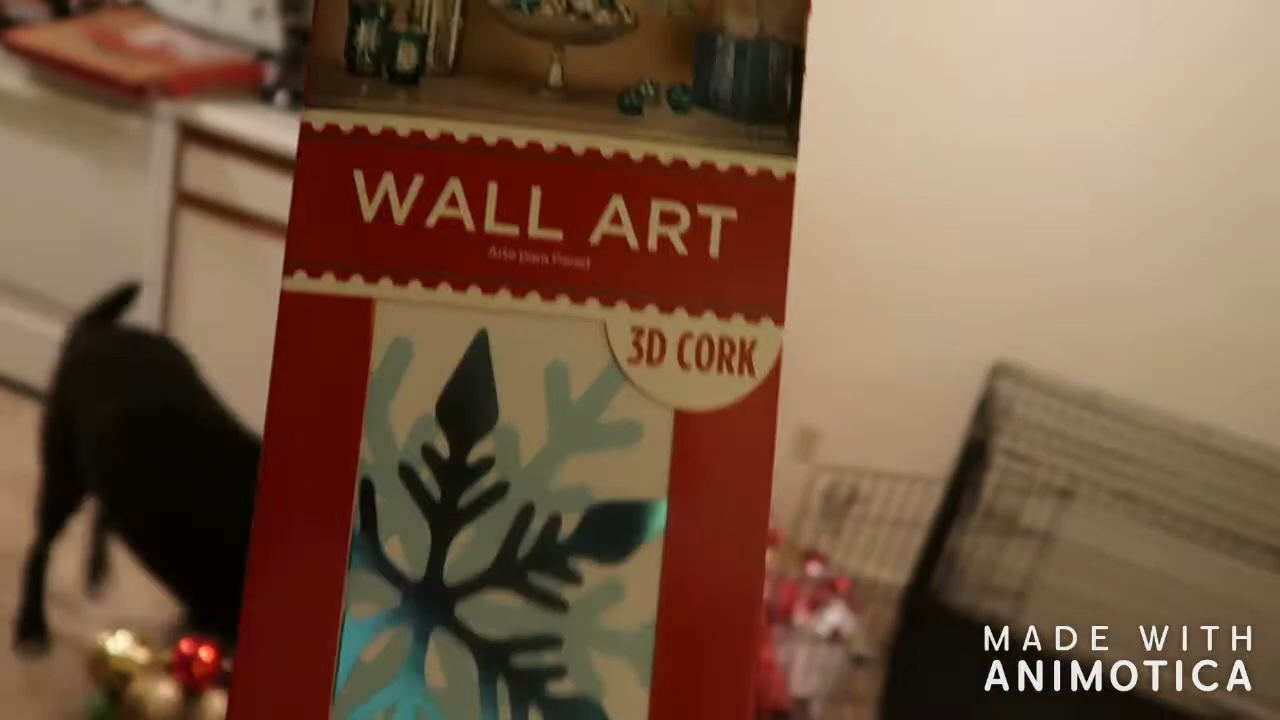 WALL ART
Arte para Pared
3D CORK
MADE WITH
ANIMOTICA